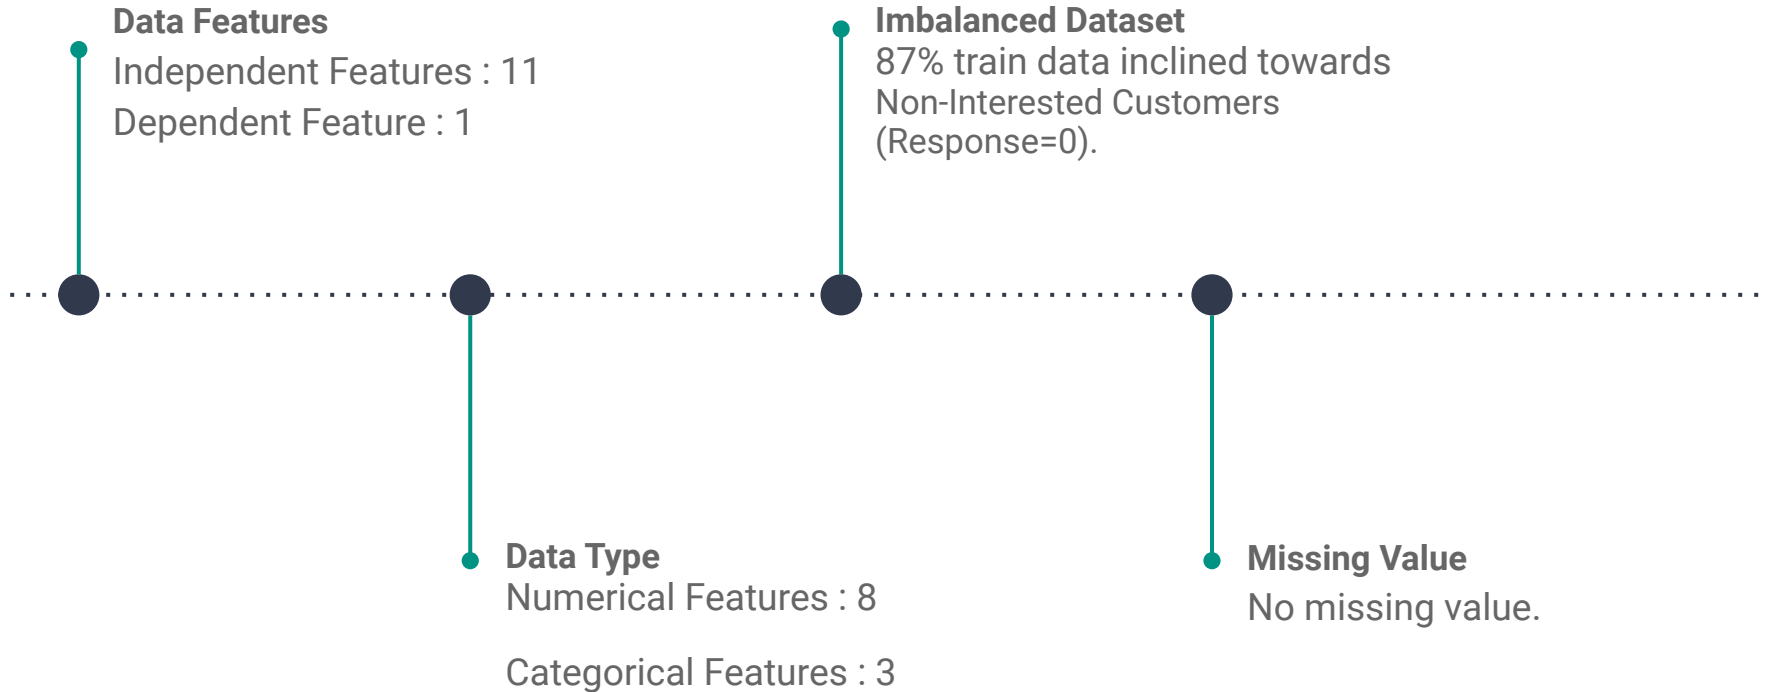 Data Features
Independent Features : 11
Dependent Feature : 1
Imbalanced Dataset
87% train data inclined towards
Non-Interested Customers
(Response=0).
Data Type
Numerical Features : 8
Categorical Features : 3
Missing Value
No missing value.